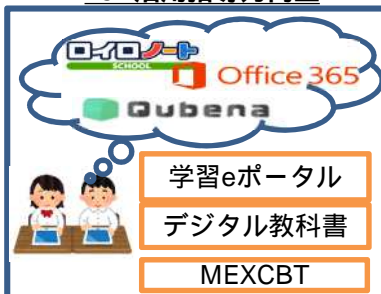 ロイロノート
SCHOOL
Office 365
Qubena
学習eポータル
デジタル教科書
MEXCBT